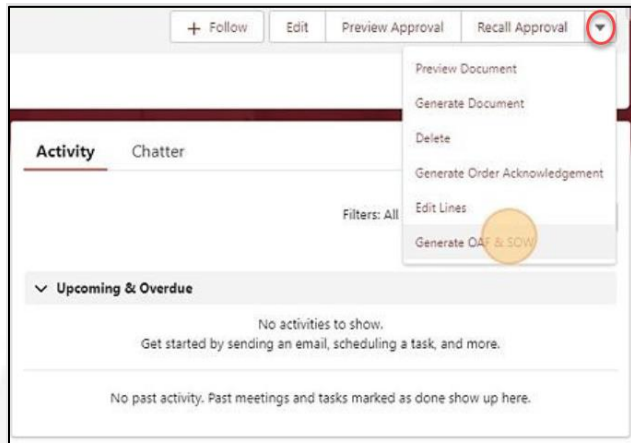 + Follow Edit Preview Approval Recall Approval
Preview Document
Generate Document
Delete
Generate Order Acknowledgement
Edit Lines
Generate OAF & SOW
Activity Chatter
Filters: All
Upcoming & Overdue
No activities to show.
Get started by sending an email, scheduling a task, and more.
No past activity. Past meetings and tasks marked as done show up here.